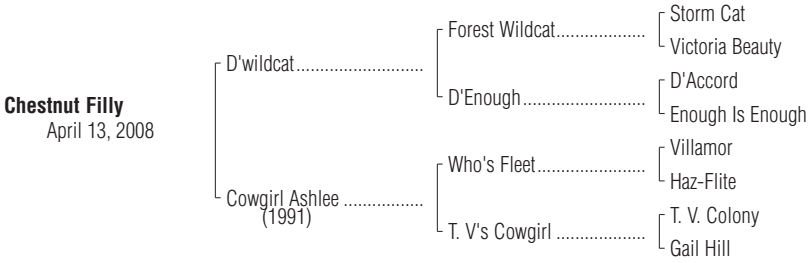 Storm Cat
Forest Wildcat....................
Victoria Beauty
D'wildcat.............................
D'Accord
D'Enough...........................
Enough Is Enough
Chestnut Filly
April 13, 2008
Villamor
Who's Fleet........................
Haz-Flite
Cowgirl Ashlee ..................
(1991)
T. V. Colony
T. V's Cowgirl ....................
Gail Hill